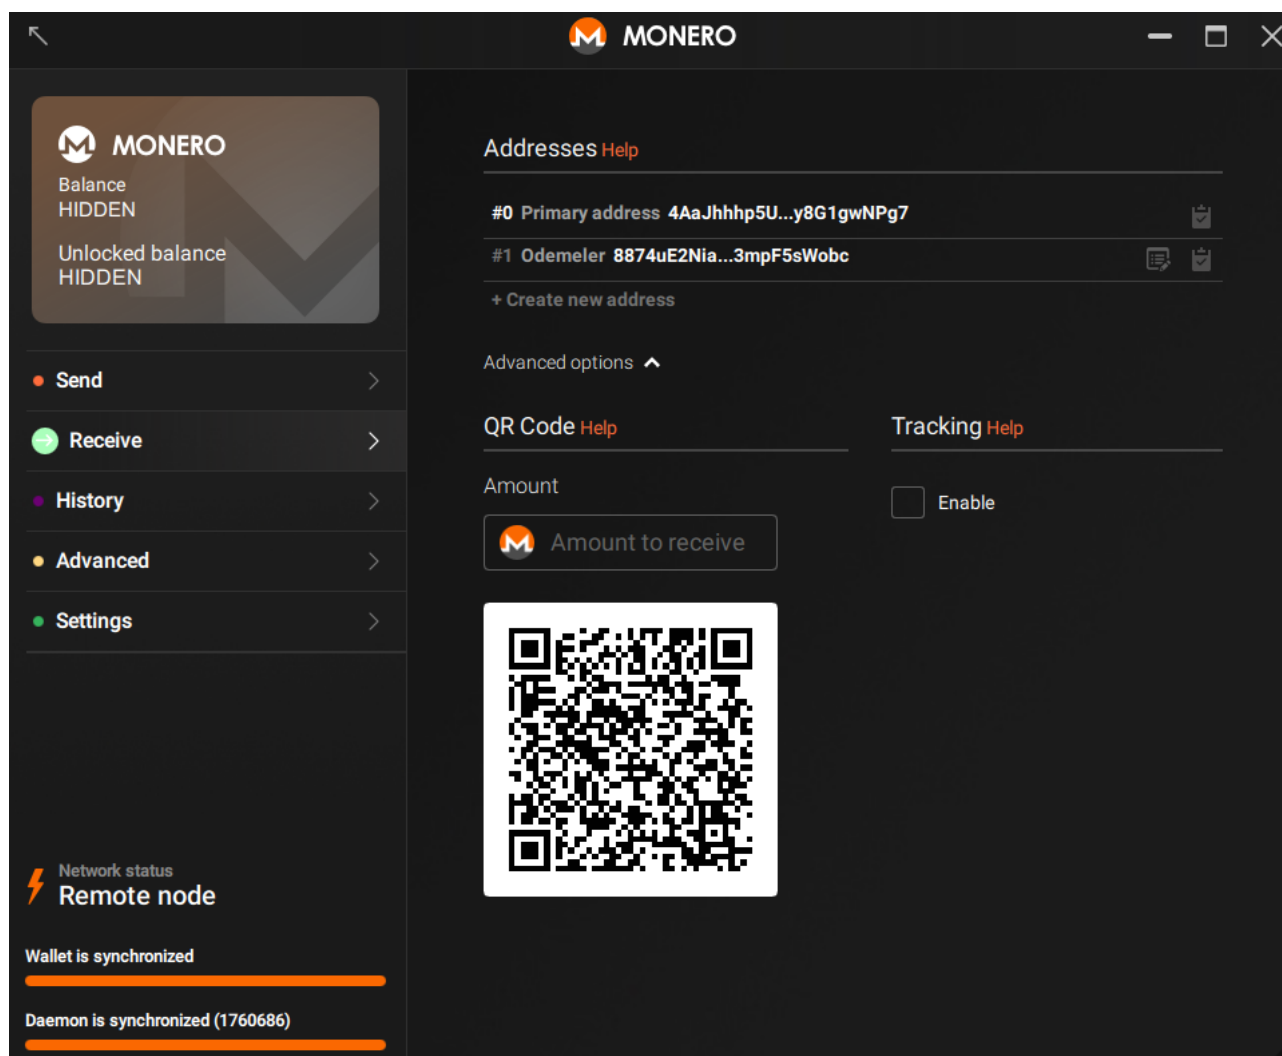 MONERO
MONERO
Balance
HIDDEN
Unlocked balance
HIDDEN
Send
Receive
History
Advanced
Settings
Network status
Remote node
Wallet is synchronized
Daemon is synchronized (1760686)
Addresses Help
#0 Primary address 4AaJhhhp5U...y8G1gwNPg7
#1 Odemeler 8874uE2Nia...3mpF5sWobc
+ Create new address
Advanced options
QR Code Help
Amount
Amount to receive
Tracking Help
Enable